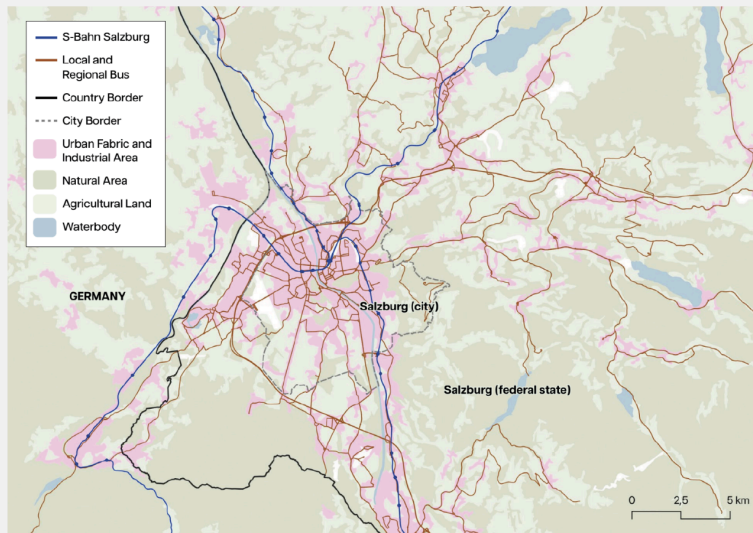 S-Bahn Salzburg
Local and
Regional Bus
Country Border
City Border
Urban Fabric and
Industrial Area
Natural Area
Agricultural Land
Waterbody
GERMANY
Salzburg (city)
Salzburg (federal state)
0 2,5 5 km